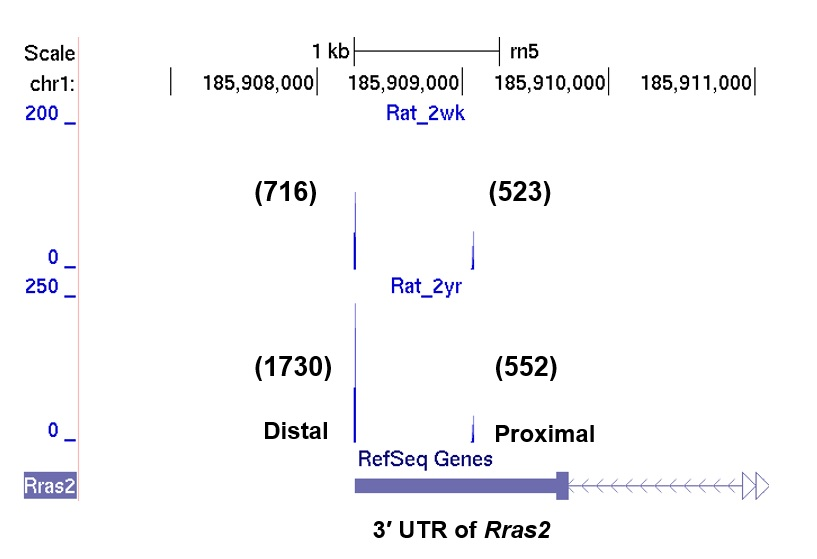 Scale 1 kb rn5
chr1: 185,908,000 185,909,000 185,910,000 185,911,000
Rat_2wk
200
(716) (523)
0
Rat_2yr
250
(1730) (552)
Distal Proximal
0
RefSeq Genes
Rras2
3′ UTR of Rras2